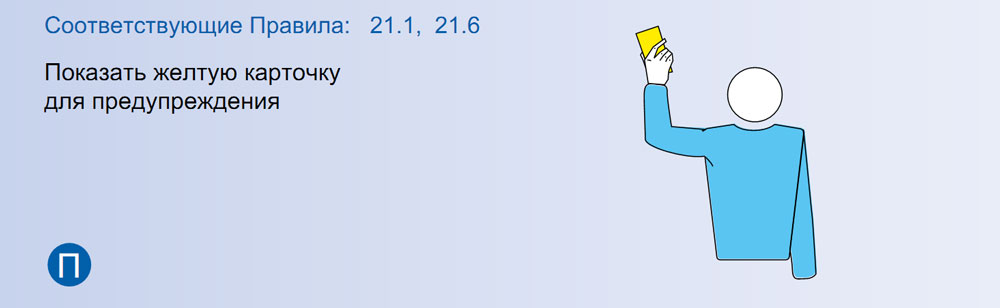 Соответствующие Правила: 21.1, 21.6
Показать желтую карточку
для предупреждения
П